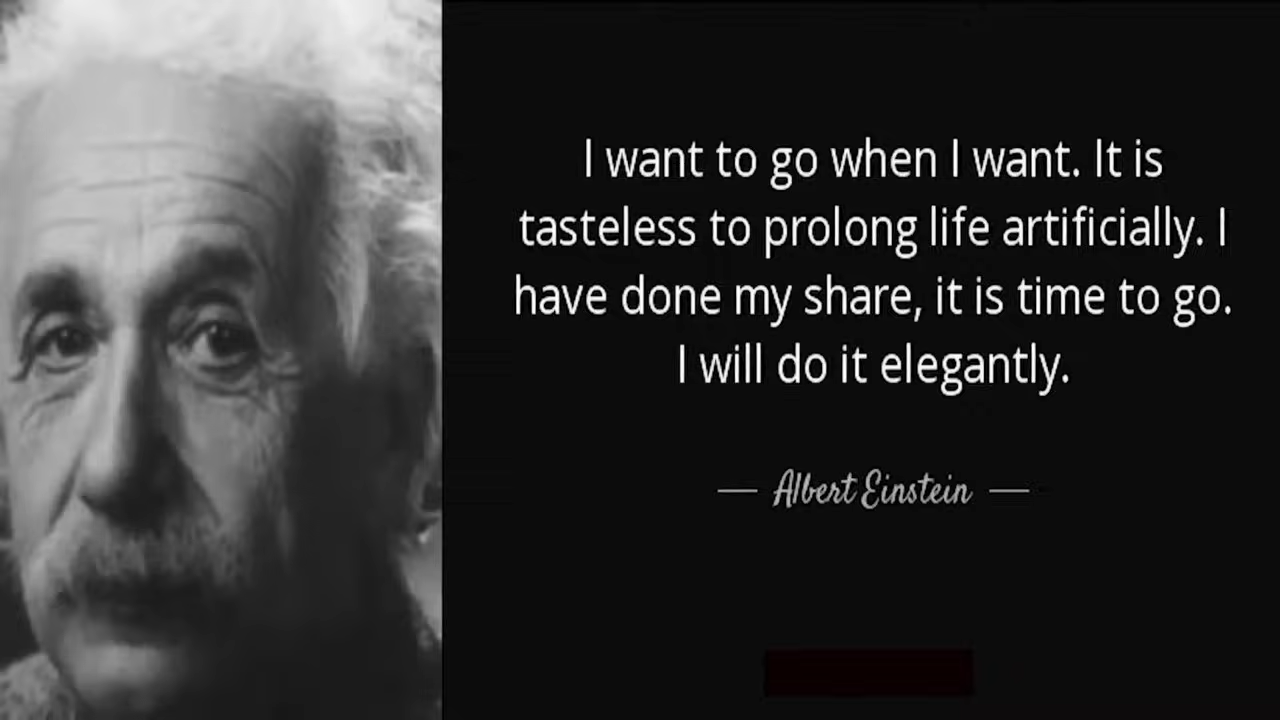 I want to go when I want. It is
tasteless to prolong life artificially. I
have done my share, it is time to go.
I will do it elegantly.
— Albert Einstein —